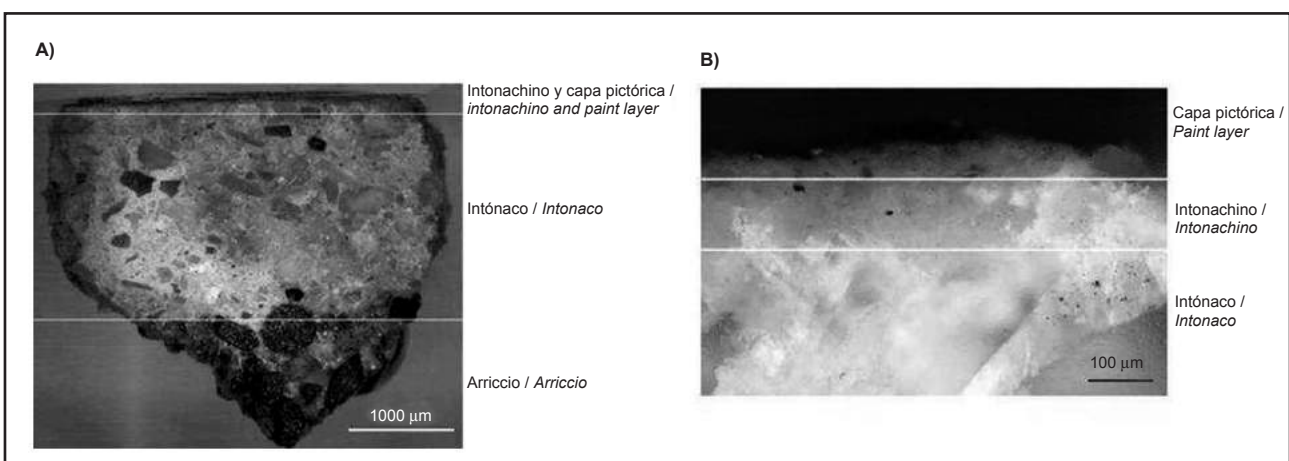 A)
Intonachino y capa pictórica /
intonachino and paint layer
Intónaco / Intonaco
Arriccio / Arriccio
1000 μm
B)
Capa pictórica /
Paint layer
Intonachino /
Intonachino
Intónaco /
Intonaco
100 μm